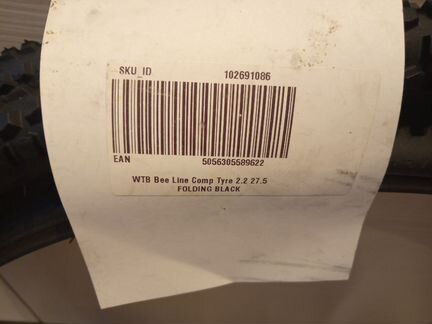 SKU_ID 102691086
EAN 5056305589622
WTB Bee Line Comp Tyre 2.2 27.5
FOLDING BLACK